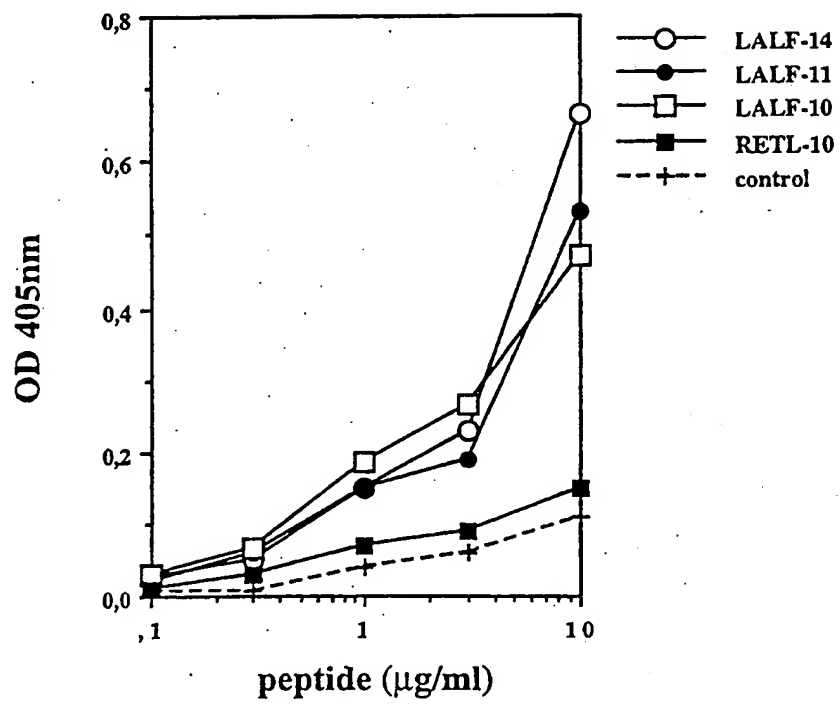 0,8
0,6
0,4
0,2
0,0
OD 405nm
,1
1
10
peptide (μg/ml)
LALF-14
LALF-11
LALF-10
RETL-10
control